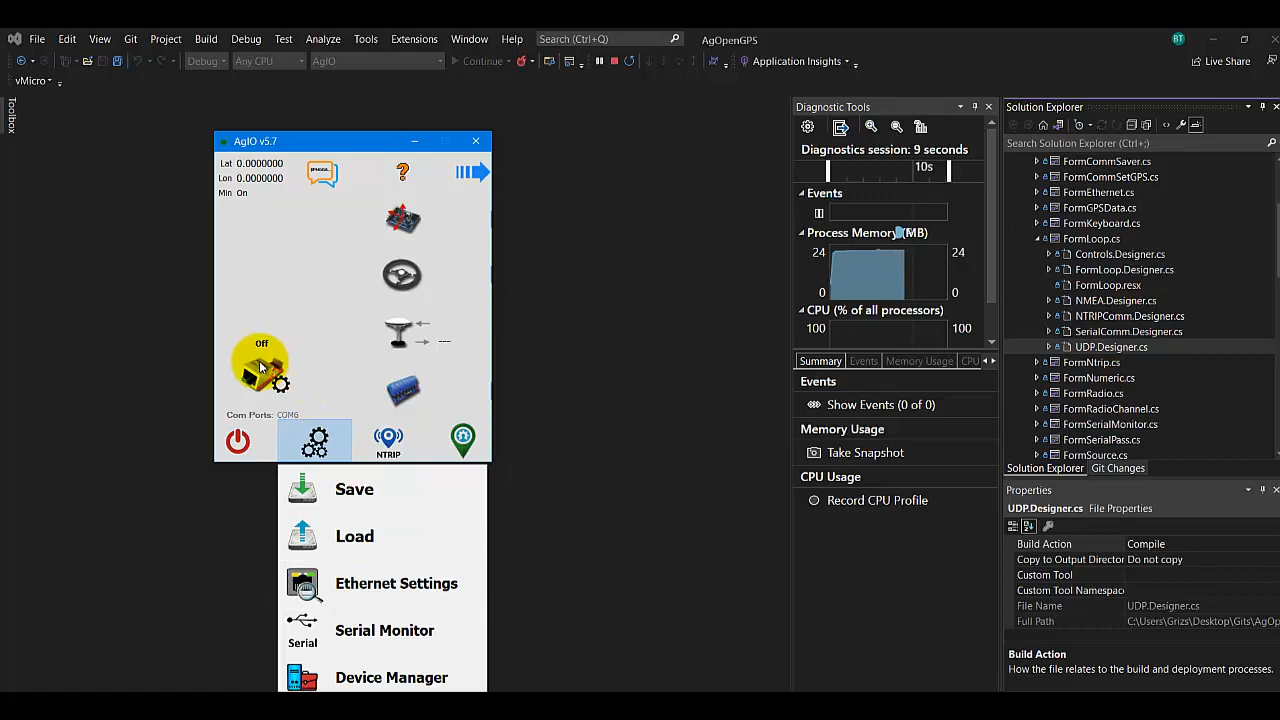 File Edit View Git Project Build Debug Test Analyze Tools Extensions Window Help Search (Ctrl+Q) AgOpenGPS BT
Debug Any CPU AgIO Continue Application Insights Live Share
vMicro
Toolbox
AgIO v5.7
Lat 0.0000000
Lon 0.0000000
Min On
?
---
Off
Com Ports: COM6
NTRIP
Save
Load
Ethernet Settings
Serial Monitor
Serial
Device Manager
Diagnostic Tools
Diagnostics session: 9 seconds
10s
Events
Process Memory (MB)
24 24
0 0
CPU (% of all processors)
100 100
Summary Events Memory Usage CPU
Events
Show Events (0 of 0)
Memory Usage
Take Snapshot
CPU Usage
Record CPU Profile
Solution Explorer
Search Solution Explorer (Ctrl+;)
FormCommSaver.cs
FormCommSetGPS.cs
FormEthernet.cs
FormGPSData.cs
FormKeyboard.cs
FormLoop.cs
Controls.Designer.cs
FormLoop.Designer.cs
FormLoop.resx
NMEA.Designer.cs
NTRIPComm.Designer.cs
SerialComm.Designer.cs
UDP.Designer.cs
FormNtrip.cs
FormNumeric.cs
FormRadio.cs
FormRadioChannel.cs
FormSerialMonitor.cs
FormSerialPass.cs
FormSource.cs
Solution Explorer Git Changes
Properties
UDP.Designer.cs File Properties
Build Action Compile
Copy to Output Director Do not copy
Custom Tool
Custom Tool Namespac
File Name UDP.Designer.cs
Full Path C:\Users\Grizs\Desktop\Gits\AgOp
Build Action
How the file relates to the build and deployment processes.